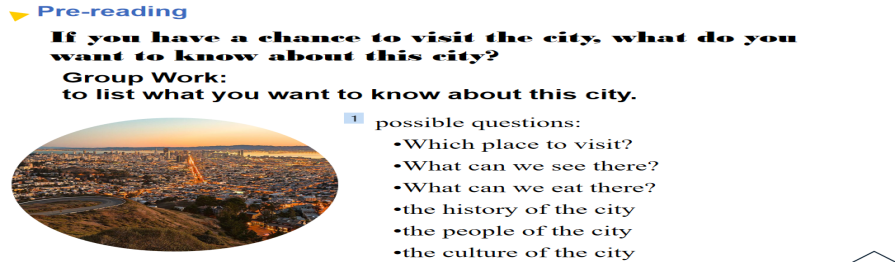 Pre-reading
If you have a chance to visit the city, what do you
want to know about this city?
Group Work:
to list what you want to know about this city.
1 possible questions:
•Which place to visit?
•What can we see there?
•What can we eat there?
•the history of the city
•the people of the city
•the culture of the city